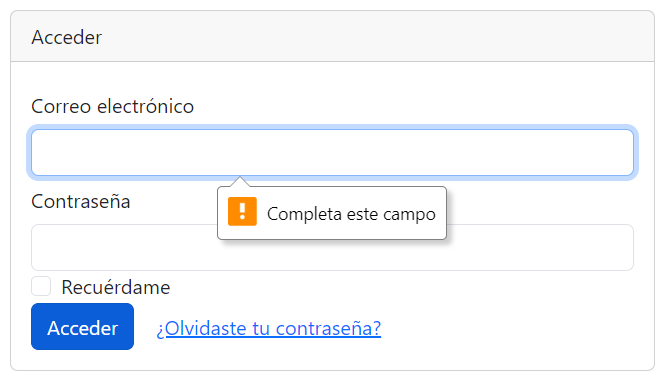 Acceder
Correo electrónico
Completa este campo
Contraseña
Recuérdame
Acceder
¿Olvidaste tu contraseña?